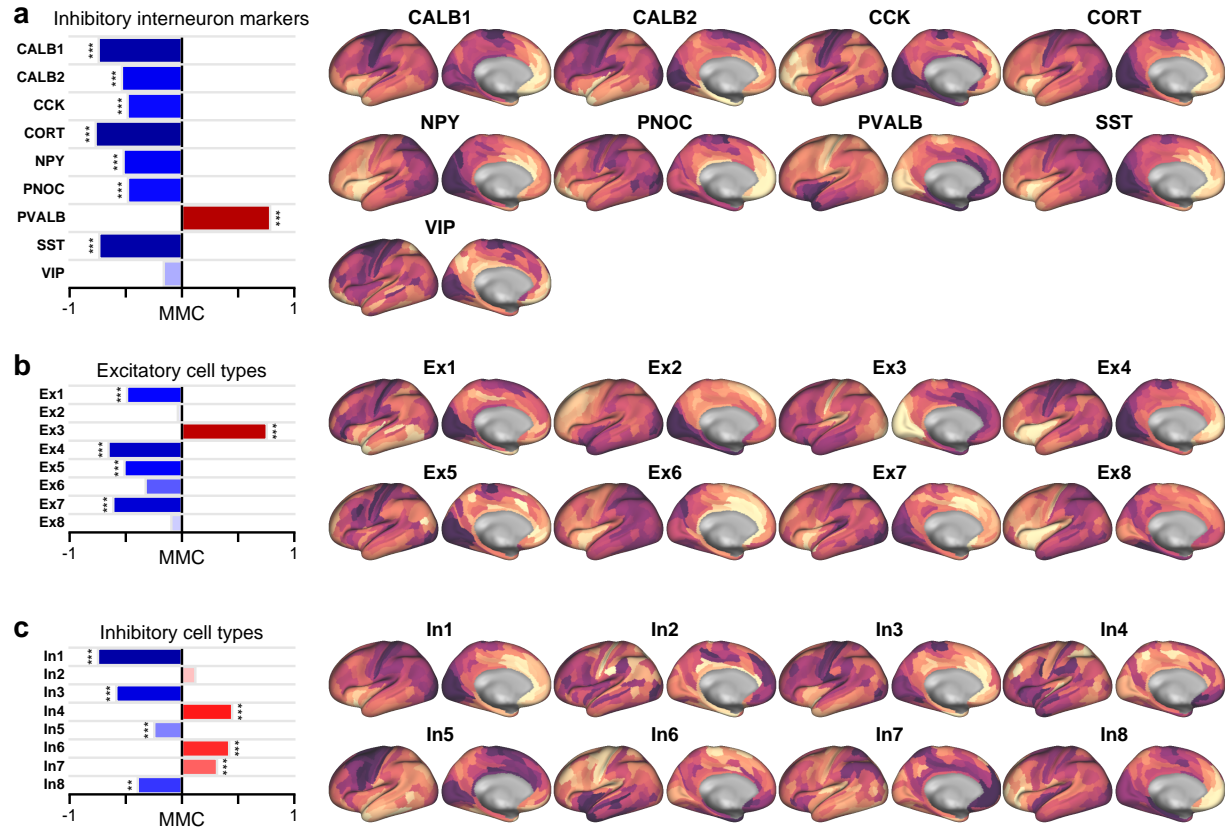 a
Inhibitory interneuron markers
CALB1 ***
CALB2 ***
CCK ***
CORT ***
NPY ***
PNOC ***
PVALB ***
SST ***
VIP
-1 1
MMC
CALB1 CALB2 CCK CORT
NPY PNOC PVALB SST
VIP
b
Excitatory cell types
Ex1 ***
Ex2
Ex3 ***
Ex4 ***
Ex5 ***
Ex6
Ex7 ***
Ex8
-1 1
MMC
Ex1 Ex2 Ex3 Ex4
Ex5 Ex6 Ex7 Ex8
c
Inhibitory cell types
In1 ***
In2
In3 ***
In4 ***
In5 ***
In6 ***
In7 ***
In8 **
-1 1
MMC
In1 In2 In3 In4
In5 In6 In7 In8